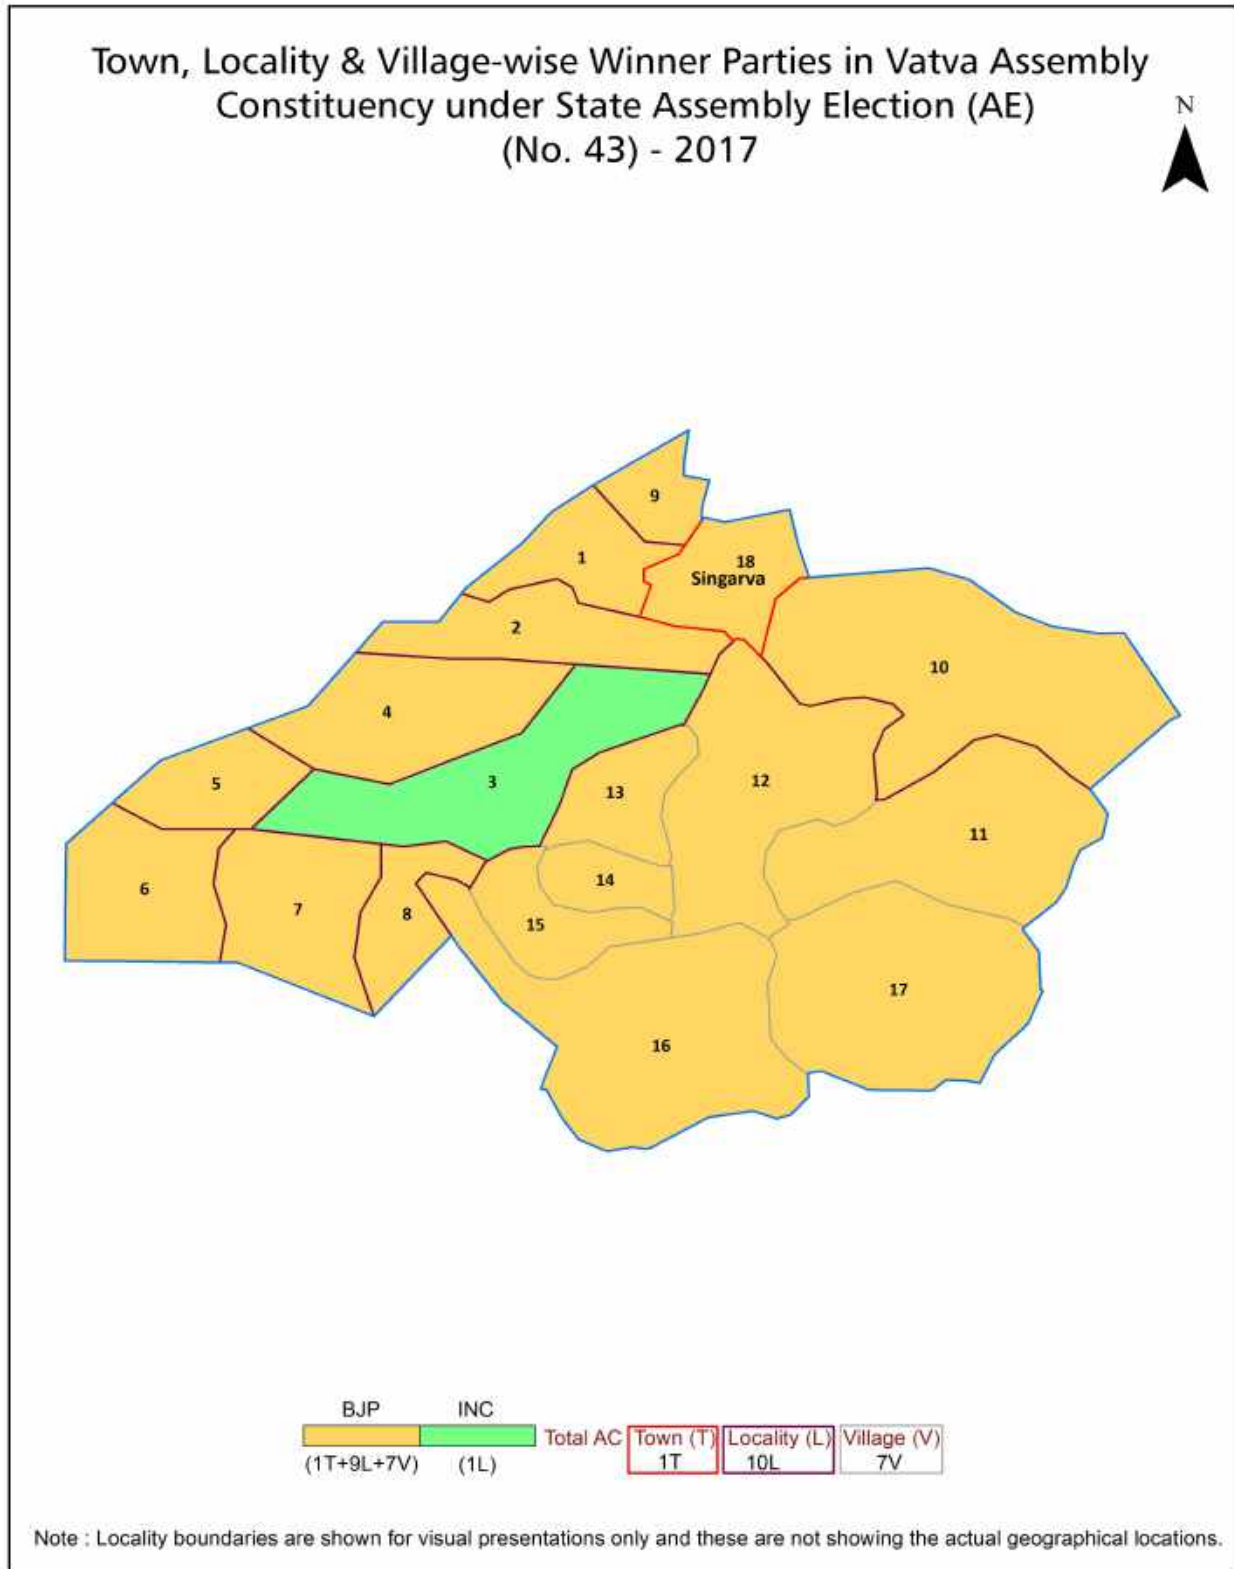 Town, Locality & Village-wise Winner Parties in Vatva Assembly
Constituency under State Assembly Election (AE)
(No. 43) - 2017
N
9
1
18
Singarva
2
10
4
5
3
13
12
11
6
7
8
14
15
17
16
BJP INC
Total AC Town (T) Locality (L) Village (V)
(1T+9L+7V) (1L) 1T 10L 7V
Note : Locality boundaries are shown for visual presentations only and these are not showing the actual geographical locations.